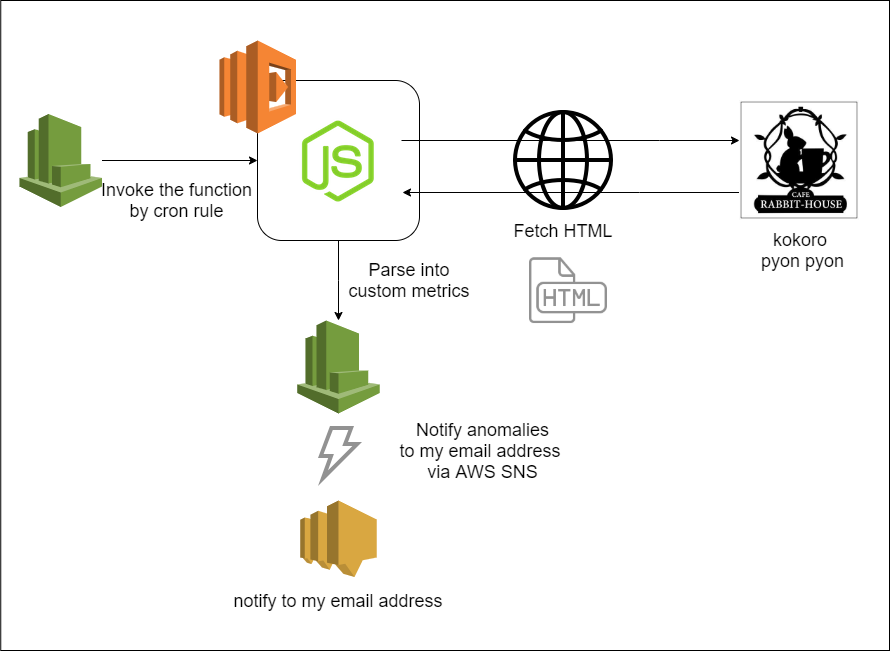 JS
Invoke the function
by cron rule
Fetch HTML
HTML
CAFE
RABBIT-HOUSE
kokoro
pyon pyon
Parse into
custom metrics
Notify anomalies
to my email address
via AWS SNS
notify to my email address